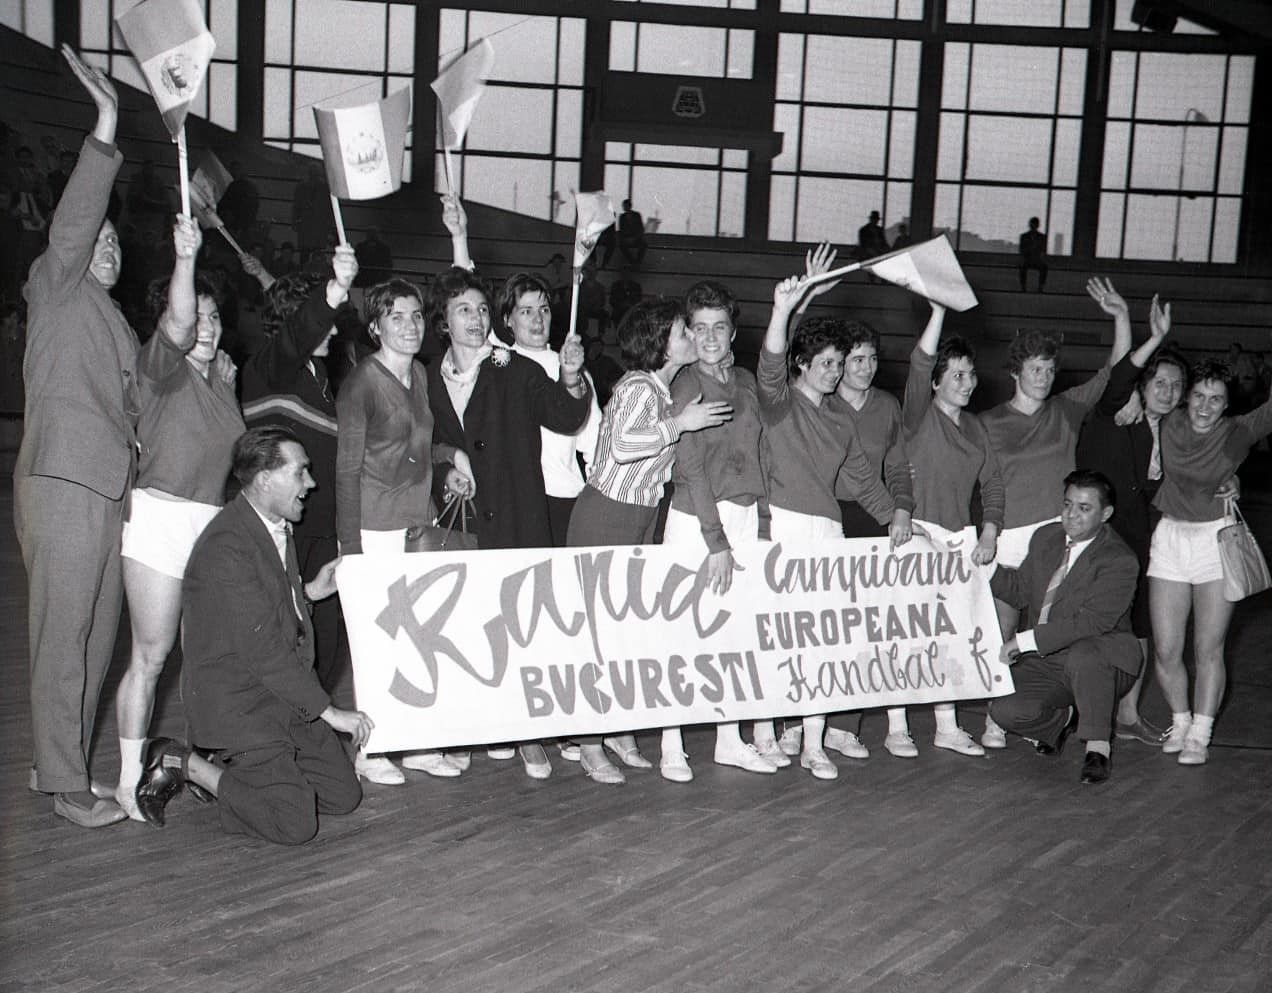 Rapid
BUCUREȘTI
Campioană
EUROPEANĂ
Handbal f.